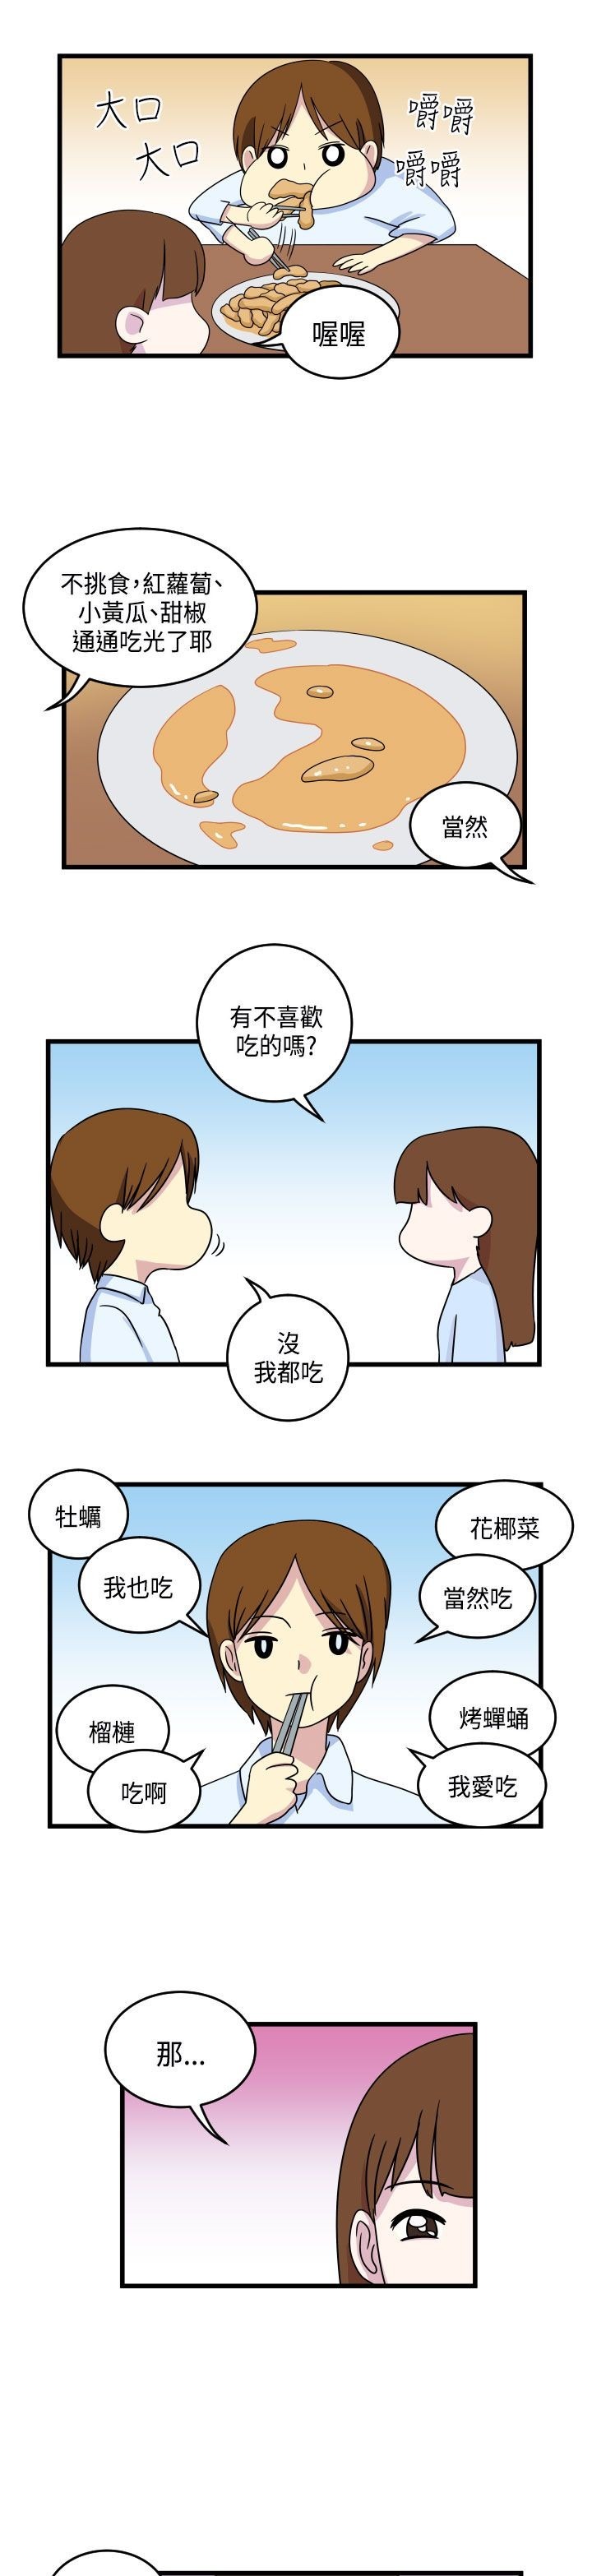 大口
大口
嚼嚼
嚼嚼
喔喔
不挑食，紅蘿蔔、
小黃瓜、甜椒
通通吃光了耶
當然
有不喜歡
吃的嗎?
沒
我都吃
牡蠣
我也吃
花椰菜
當然吃
榴槤
吃啊
烤蟬蛹
我愛吃
那...